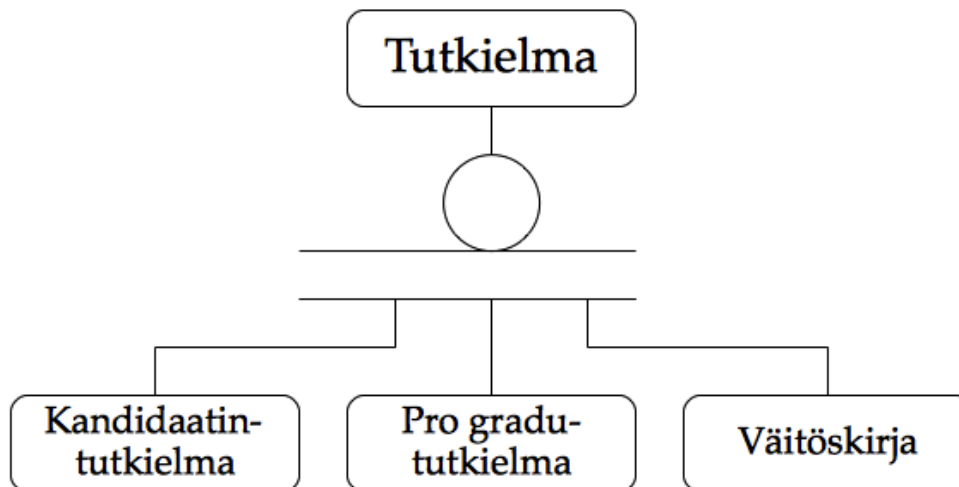 Tutkielma
Kandidaatin-
tutkielma
Pro gradu-
tutkielma
Väitöskirja